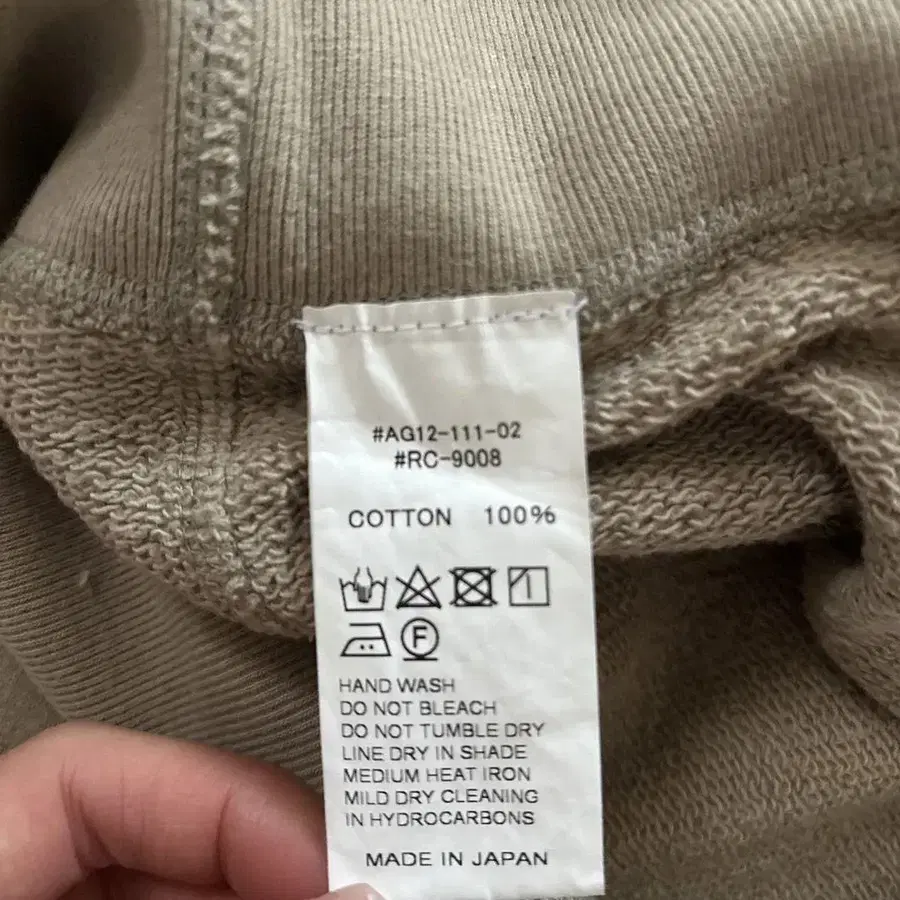 #AG12-111-02
#RC-9008
COTTON 100%
F
HAND WASH
DO NOT BLEACH
DO NOT TUMBLE DRY
LINE DRY IN SHADE
MEDIUM HEAT IRON
MILD DRY CLEANING
IN HYDROCARBONS
MADE IN JAPAN